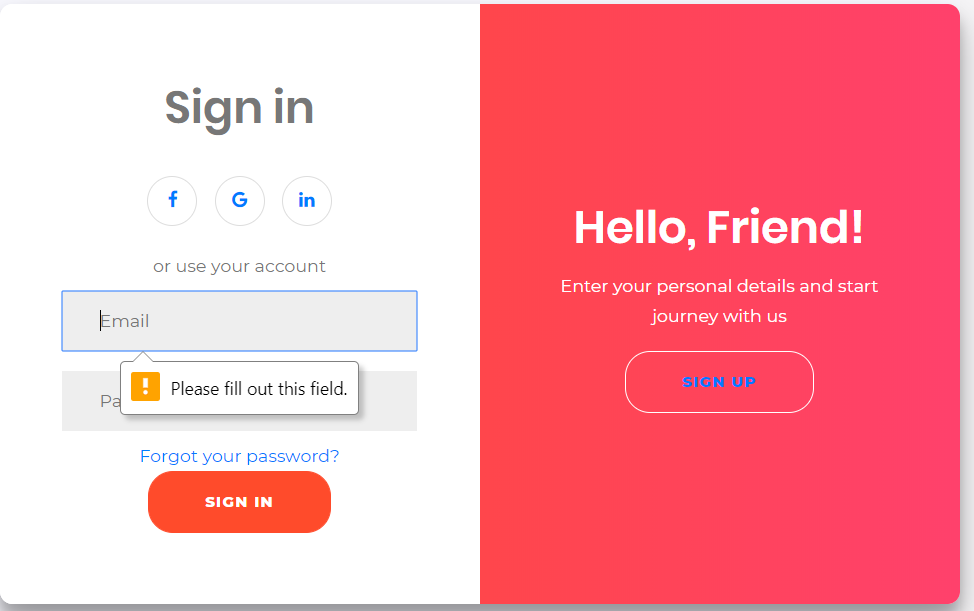 Sign in
f G in
or use your account
Email
! Please fill out this field.
Pa
Forgot your password?
SIGN IN
Hello, Friend!
Enter your personal details and start
journey with us
SIGN UP